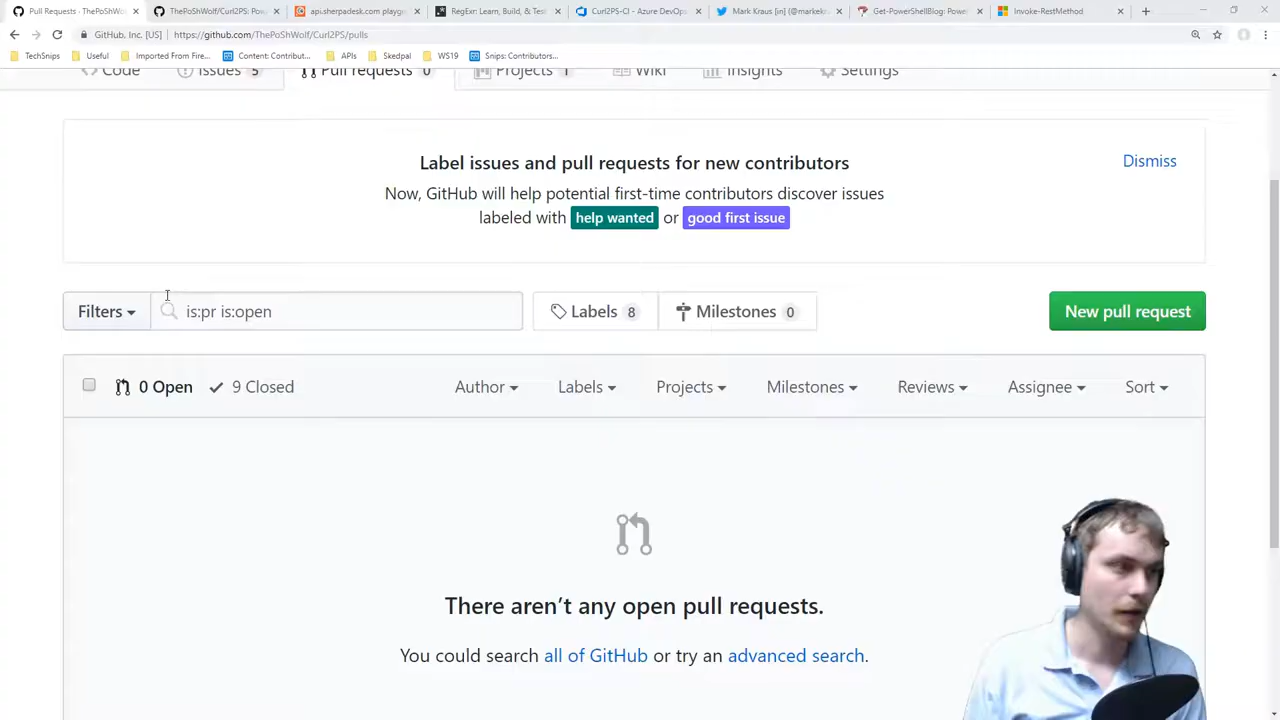 Pull Requests - ThePoShWo
ThePoShWolf/Curl2PS: Pow
api.sherpadesk.com playgr
RegExr: Learn, Build, & Test
Curl2PS-CI - Azure DevOps
Mark Kraus [in] (@markekra
Get-PowerShellBlog: Power
Invoke-RestMethod
GitHub, Inc. [US] | https://github.com/ThePoShWolf/Curl2PS/pulls
TechSnips
Useful
Imported From Fire...
Content: Contribut...
APIs
Skedpal
WS19
Snips: Contributors...
Code
Issues 5
Pull requests 0
Projects 1
Wiki
Insights
Settings
Label issues and pull requests for new contributors
Dismiss
Now, GitHub will help potential first-time contributors discover issues
labeled with help wanted or good first issue
Filters
is:pr is:open
Labels 8
Milestones 0
New pull request
0 Open
9 Closed
Author
Labels
Projects
Milestones
Reviews
Assignee
Sort
There aren’t any open pull requests.
You could search all of GitHub or try an advanced search.